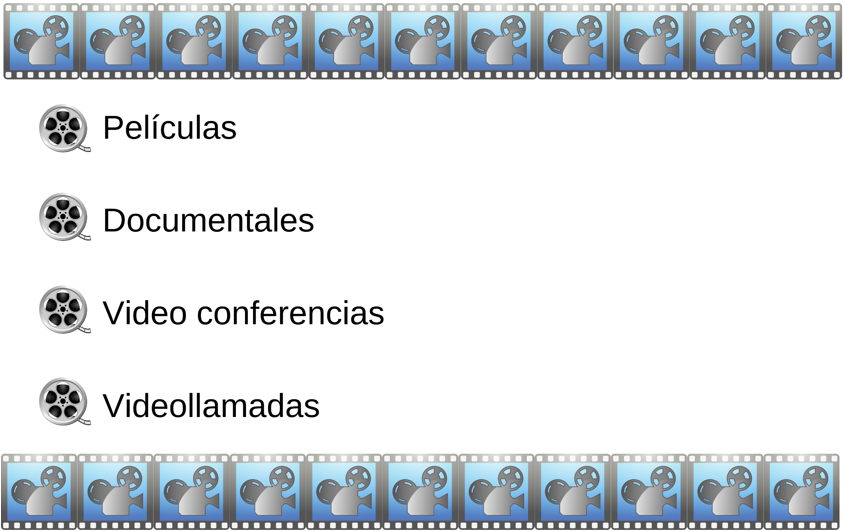 Películas
Documentales
Video conferencias
Videollamadas